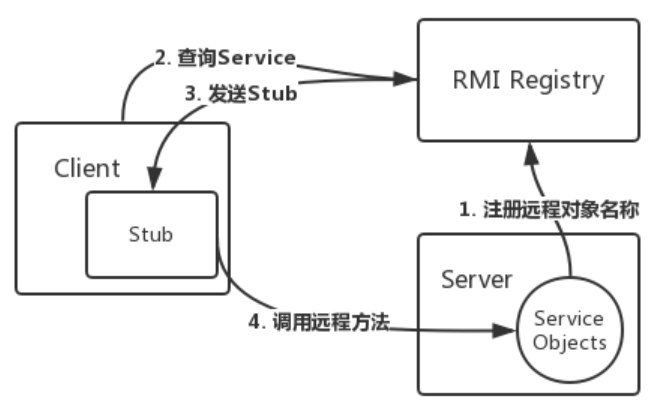 2. 查询Service
RMI Registry
3. 发送Stub
Client
Stub
1. 注册远程对象名称
Server
Service
Objects
4. 调用远程方法